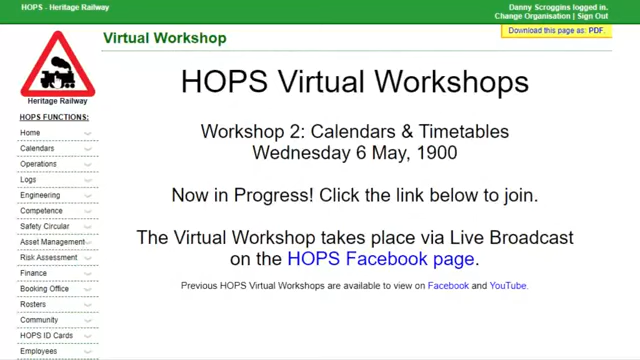 HOPS - Heritage Railway
Danny Scroggins logged in.
Change Organisation | Sign Out
Download this page as: PDF.
Virtual Workshop
Heritage Railway
HOPS FUNCTIONS:
Home
Calendars
Operations
Logs
Engineering
Competence
Safety Circular
Asset Management
Risk Assessment
Finance
Booking Office
Rosters
Community
HOPS ID Cards
Employees
HOPS Virtual Workshops
Workshop 2: Calendars & Timetables
Wednesday 6 May, 1900
Now in Progress! Click the link below to join.
The Virtual Workshop takes place via Live Broadcast
on the HOPS Facebook page.
Previous HOPS Virtual Workshops are available to view on Facebook and YouTube.